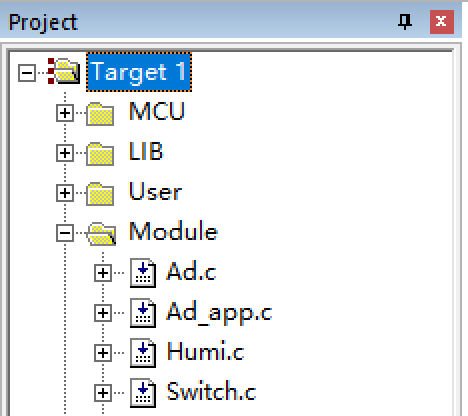 Project
Target 1
MCU
LIB
User
Module
Ad.c
Ad_app.c
Humi.c
Switch.c